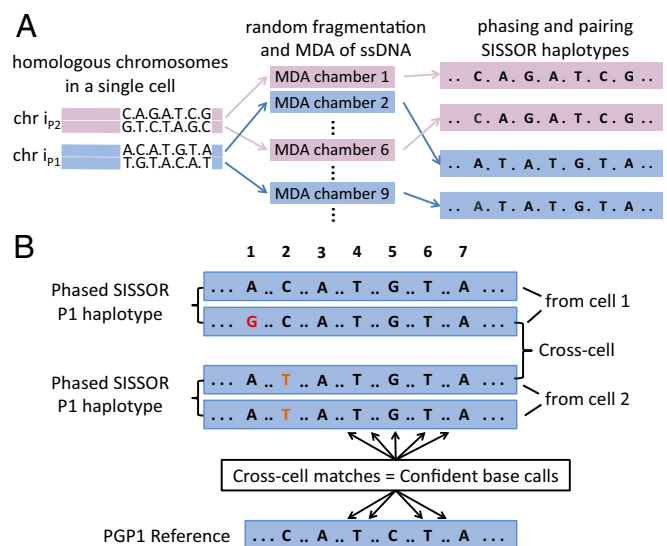 A
homologous chromosomes
in a single cell
random fragmentation
and MDA of ssDNA
phasing and pairing
SISSOR haplotypes
chr iP2
C.A.G.A.T.C.G
G.T.C.T.A.G.C
chr iP1
A.C.A.T.G.T.A
T.G.T.A.C.A.T
MDA chamber 1
MDA chamber 2
MDA chamber 6
MDA chamber 9
.. C . A . G . A . T . C . G ..
.. C . A . G . A . T . C . G ..
.. A . T . A . T . G . T . A ..
.. A . T . A . T . G . T . A ..
B
1 2 3 4 5 6 7
Phased SISSOR
P1 haplotype
... A .. C .. A .. T .. G .. T .. A ...
... G .. C .. A .. T .. G .. T .. A ...
from cell 1
Cross-cell
Phased SISSOR
P1 haplotype
... A .. T .. A .. T .. G .. T .. A ...
... A .. T .. A .. T .. G .. T .. A ...
from cell 2
Cross-cell matches = Confident base calls
PGP1 Reference
... C .. A .. T .. C .. T .. A ...